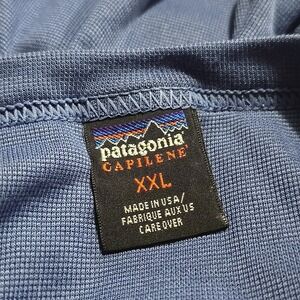 patagonia
CAPILENE®
XXL
MADE IN USA/
FABRIQUE AUX US
CARE OVER